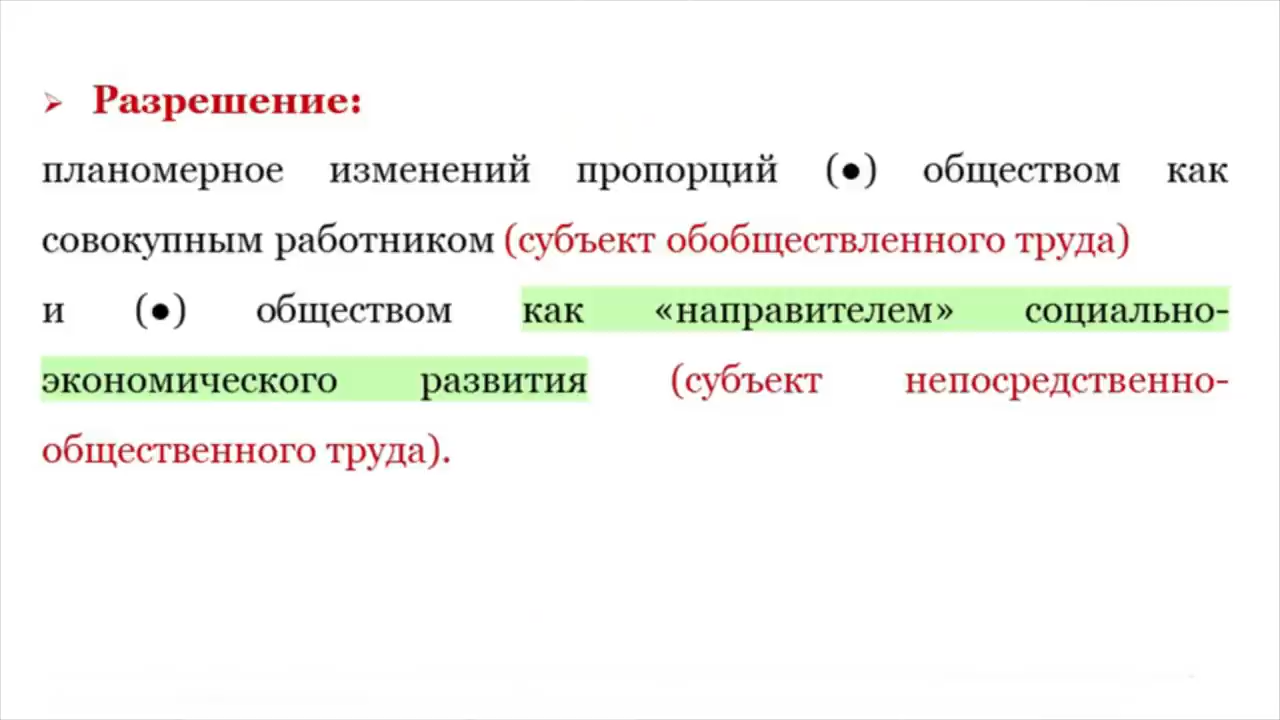 ➢ Разрешение:
планомерное изменений пропорций (●) обществом как
совокупным работником (субъект обобществленного труда)
и (●) обществом как «направителем» социально-
экономического развития (субъект непосредственно-
общественного труда).